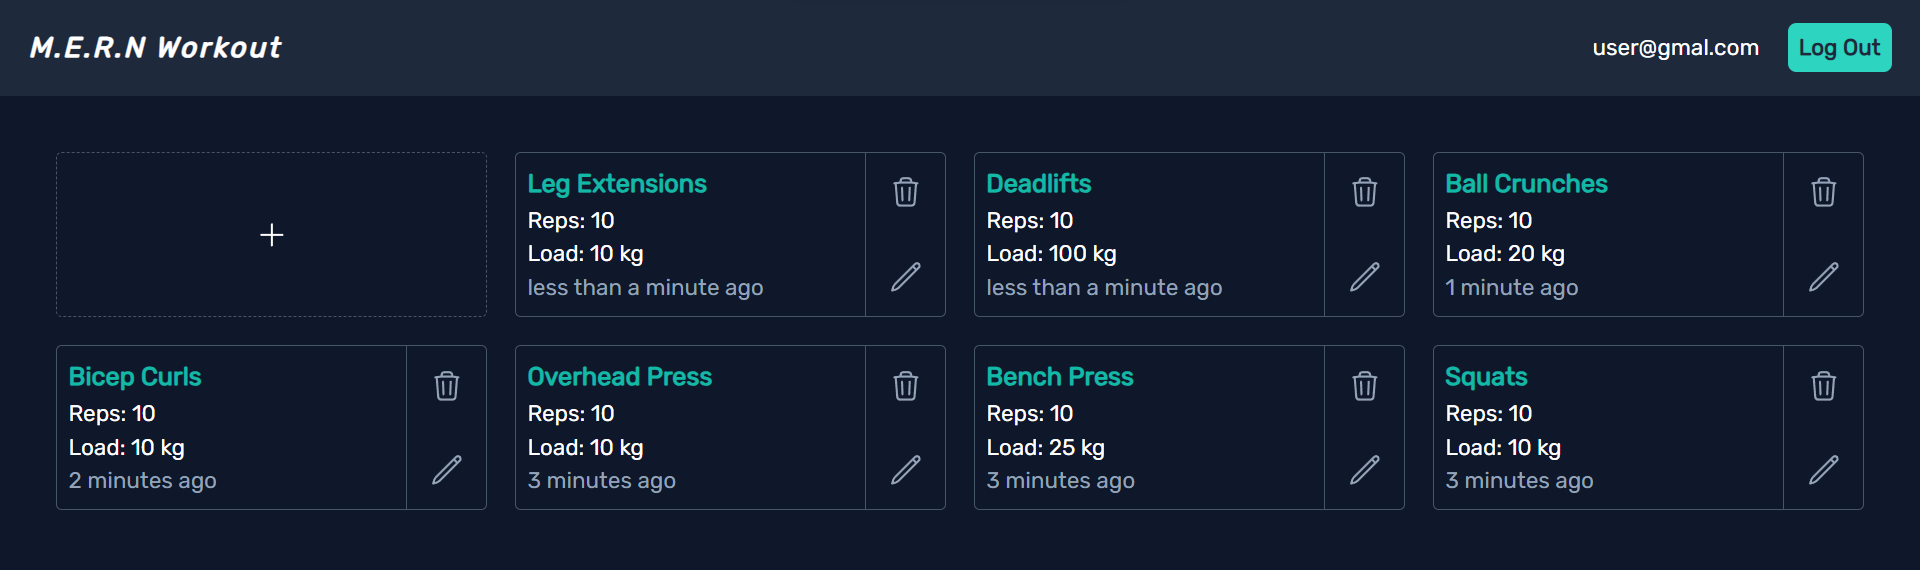 M.E.R.N Workout
user@gmal.com
Log Out
Leg Extensions
Reps: 10
Load: 10 kg
less than a minute ago
Deadlifts
Reps: 10
Load: 100 kg
less than a minute ago
Ball Crunches
Reps: 10
Load: 20 kg
1 minute ago
Bicep Curls
Reps: 10
Load: 10 kg
2 minutes ago
Overhead Press
Reps: 10
Load: 10 kg
3 minutes ago
Bench Press
Reps: 10
Load: 25 kg
3 minutes ago
Squats
Reps: 10
Load: 10 kg
3 minutes ago